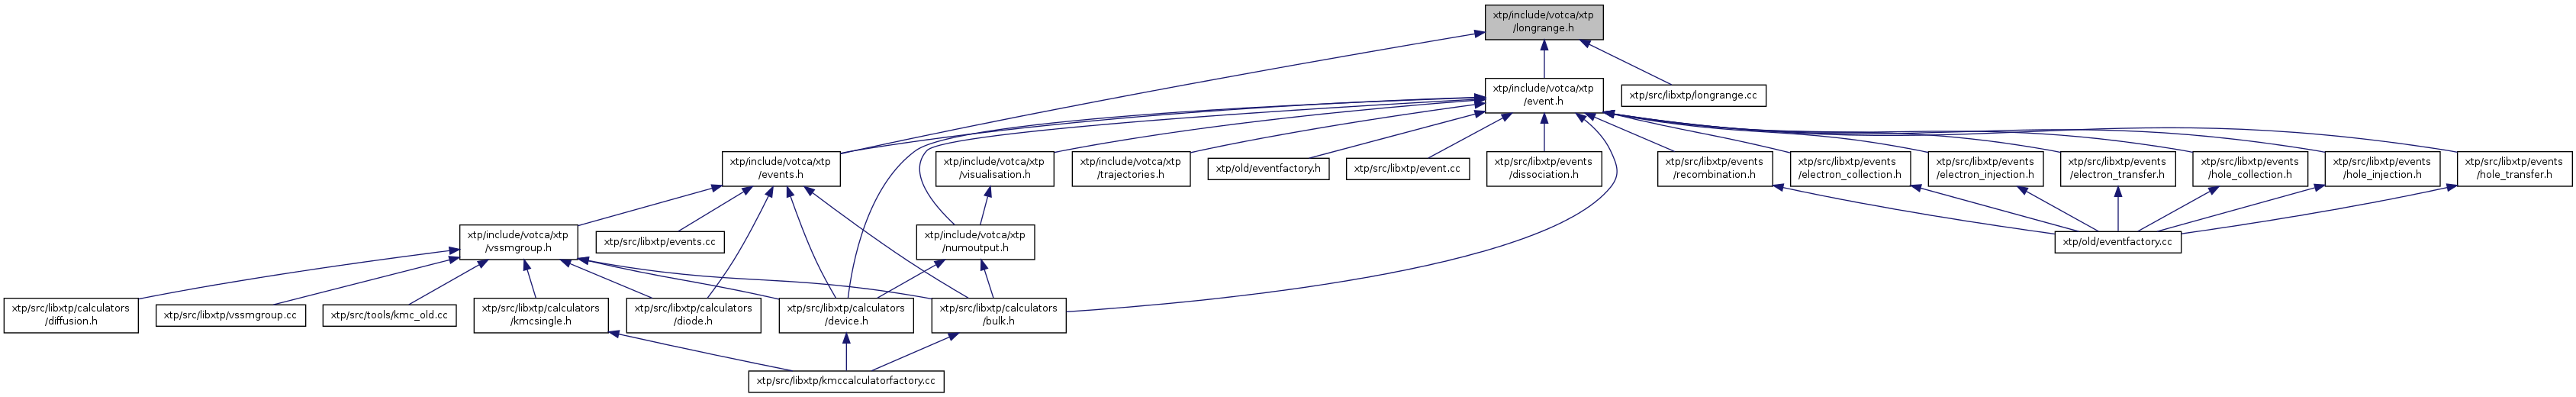 xtp/include/votca/xtp
/longrange.h
xtp/include/votca/xtp
/event.h
xtp/src/libxtp/longrange.cc
xtp/include/votca/xtp
/events.h
xtp/include/votca/xtp
/visualisation.h
xtp/include/votca/xtp
/trajectories.h
xtp/old/eventfactory.h
xtp/src/libxtp/event.cc
xtp/src/libxtp/events
/dissociation.h
xtp/src/libxtp/events
/recombination.h
xtp/src/libxtp/events
/electron_collection.h
xtp/src/libxtp/events
/electron_injection.h
xtp/src/libxtp/events
/electron_transfer.h
xtp/src/libxtp/events
/hole_collection.h
xtp/src/libxtp/events
/hole_injection.h
xtp/src/libxtp/events
/hole_transfer.h
xtp/include/votca/xtp
/vssmgroup.h
xtp/src/libxtp/events.cc
xtp/include/votca/xtp
/numoutput.h
xtp/old/eventfactory.cc
xtp/src/libxtp/calculators
/diffusion.h
xtp/src/libxtp/vssmgroup.cc
xtp/src/tools/kmc_old.cc
xtp/src/libxtp/calculators
/kmcsingle.h
xtp/src/libxtp/calculators
/diode.h
xtp/src/libxtp/calculators
/device.h
xtp/src/libxtp/calculators
/bulk.h
xtp/src/libxtp/kmccalculatorfactory.cc